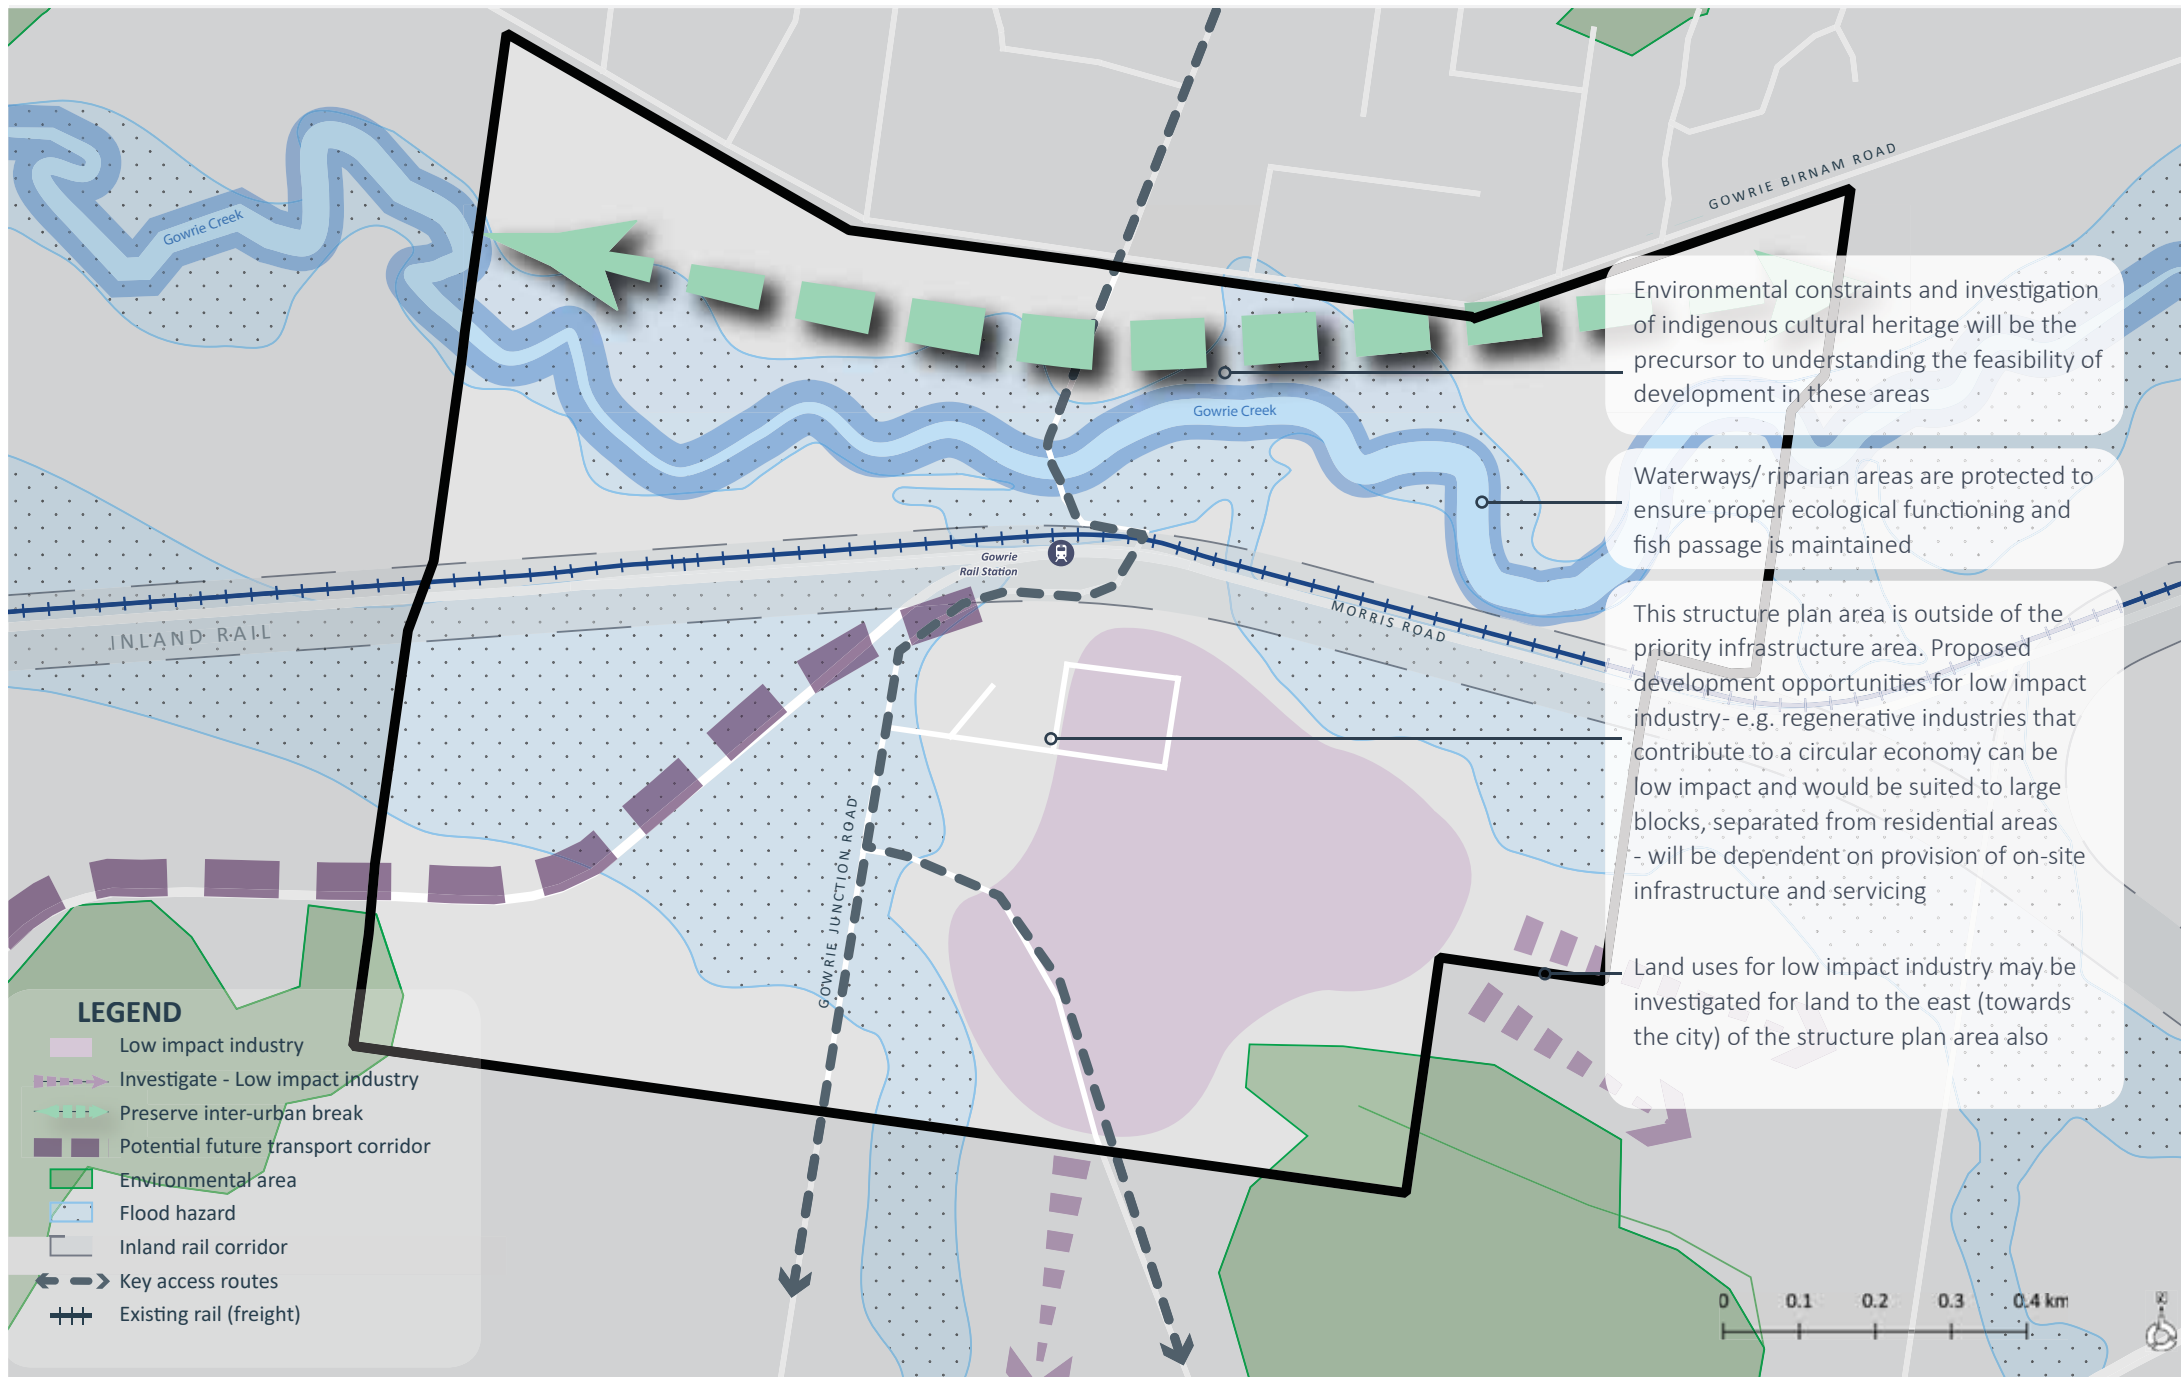 GOWRIE BIRNAM ROAD
Gowrie Creek
Environmental constraints and investigation
of indigenous cultural heritage will be the
precursor to understanding the feasibility of
development in these areas
Gowrie Creek
Waterways/ riparian areas are protected to
ensure proper ecological functioning and
fish passage is maintained
Gowrie
Rail Station
INLAND RAIL
MORRIS ROAD
This structure plan area is outside of the
priority infrastructure area. Proposed
development opportunities for low impact
industry- e.g. regenerative industries that
contribute to a circular economy can be
low impact and would be suited to large
blocks, separated from residential areas
- will be dependent on provision of on-site
infrastructure and servicing
GOWRIE JUNCTION ROAD
Land uses for low impact industry may be
investigated for land to the east (towards
the city) of the structure plan area also
LEGEND
Low impact industry
Investigate - Low impact industry
Preserve inter-urban break
Potential future transport corridor
Environmental area
Flood hazard
Inland rail corridor
Key access routes
Existing rail (freight)
0 0.1 0.2 0.3 0.4 km
N